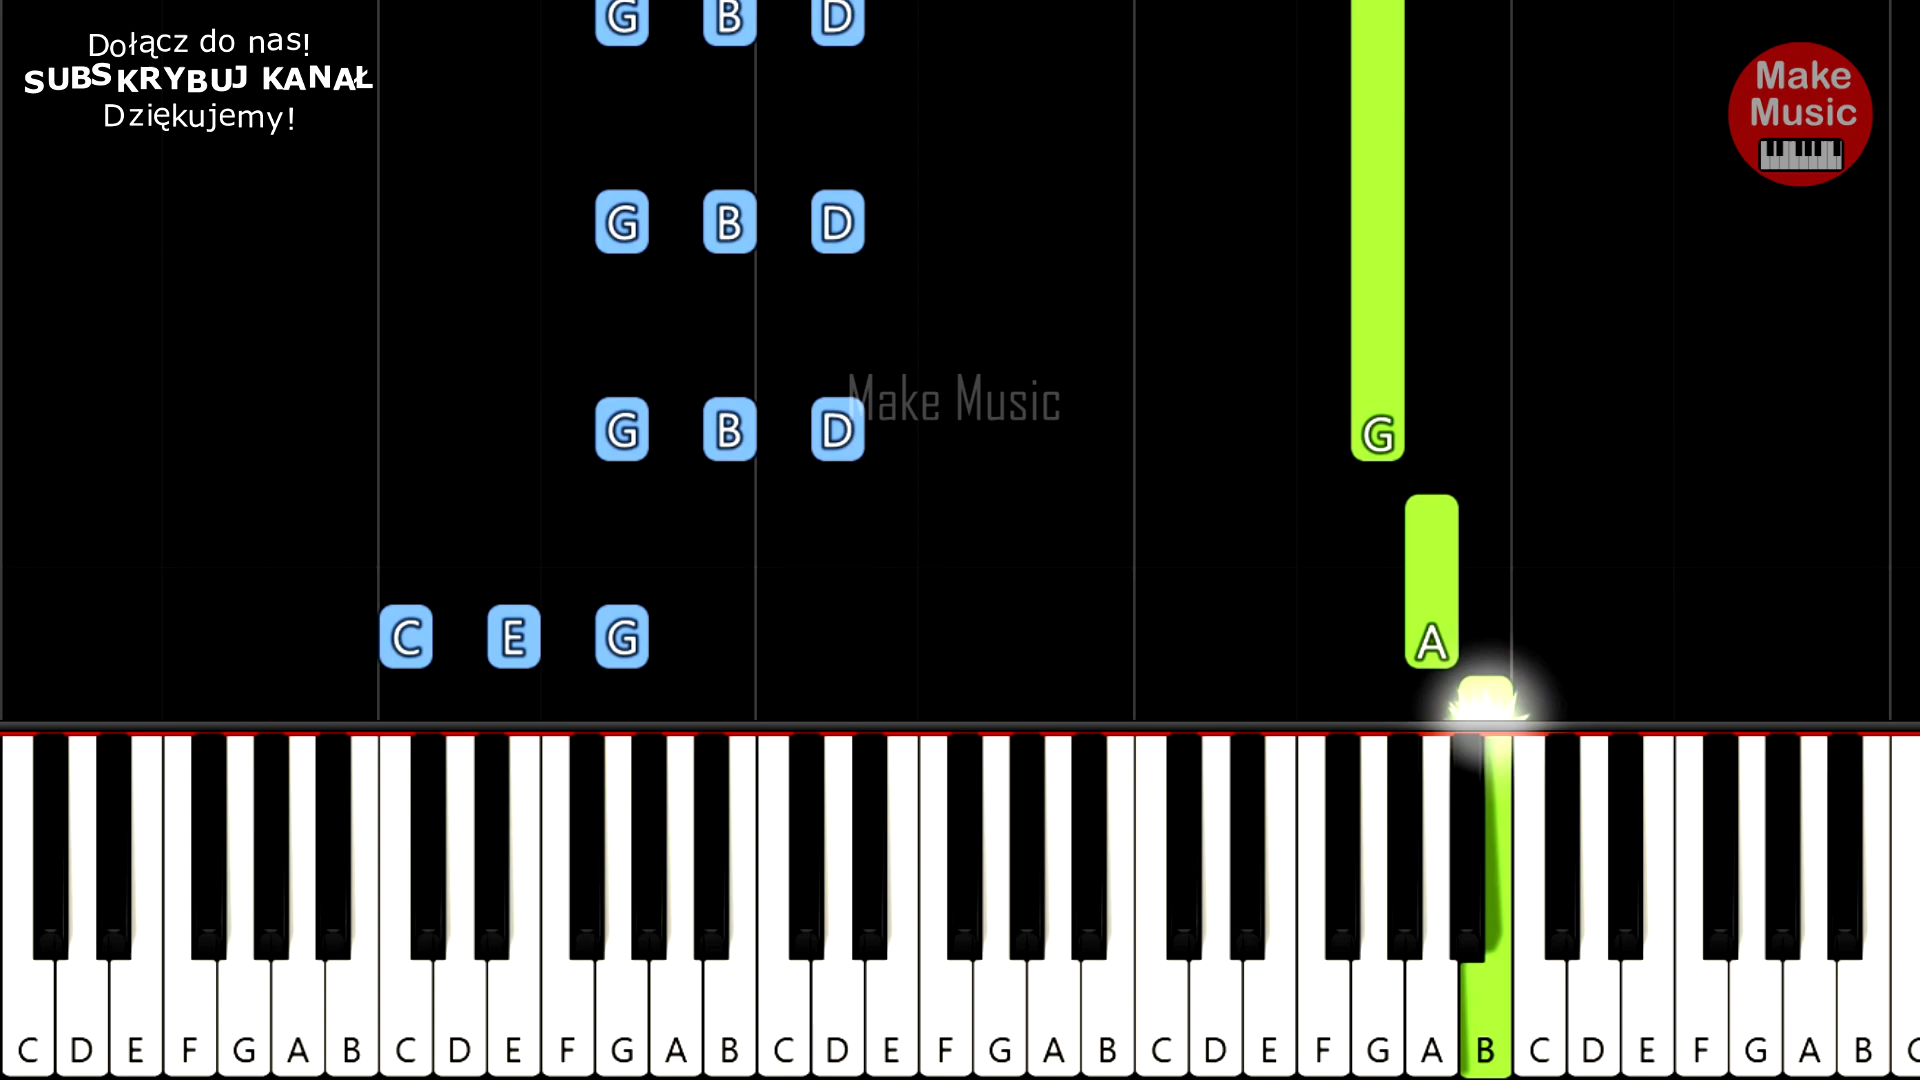 Dołącz do nas!
SUBSKRYBUJ KANAŁ
Dziękujemy!
Make
Music
G B D
G B D
Make Music
G B D G
C E G A
C D E F G A B C D E F G A B C D E F G A B C D E F G A B C D E F G A B C